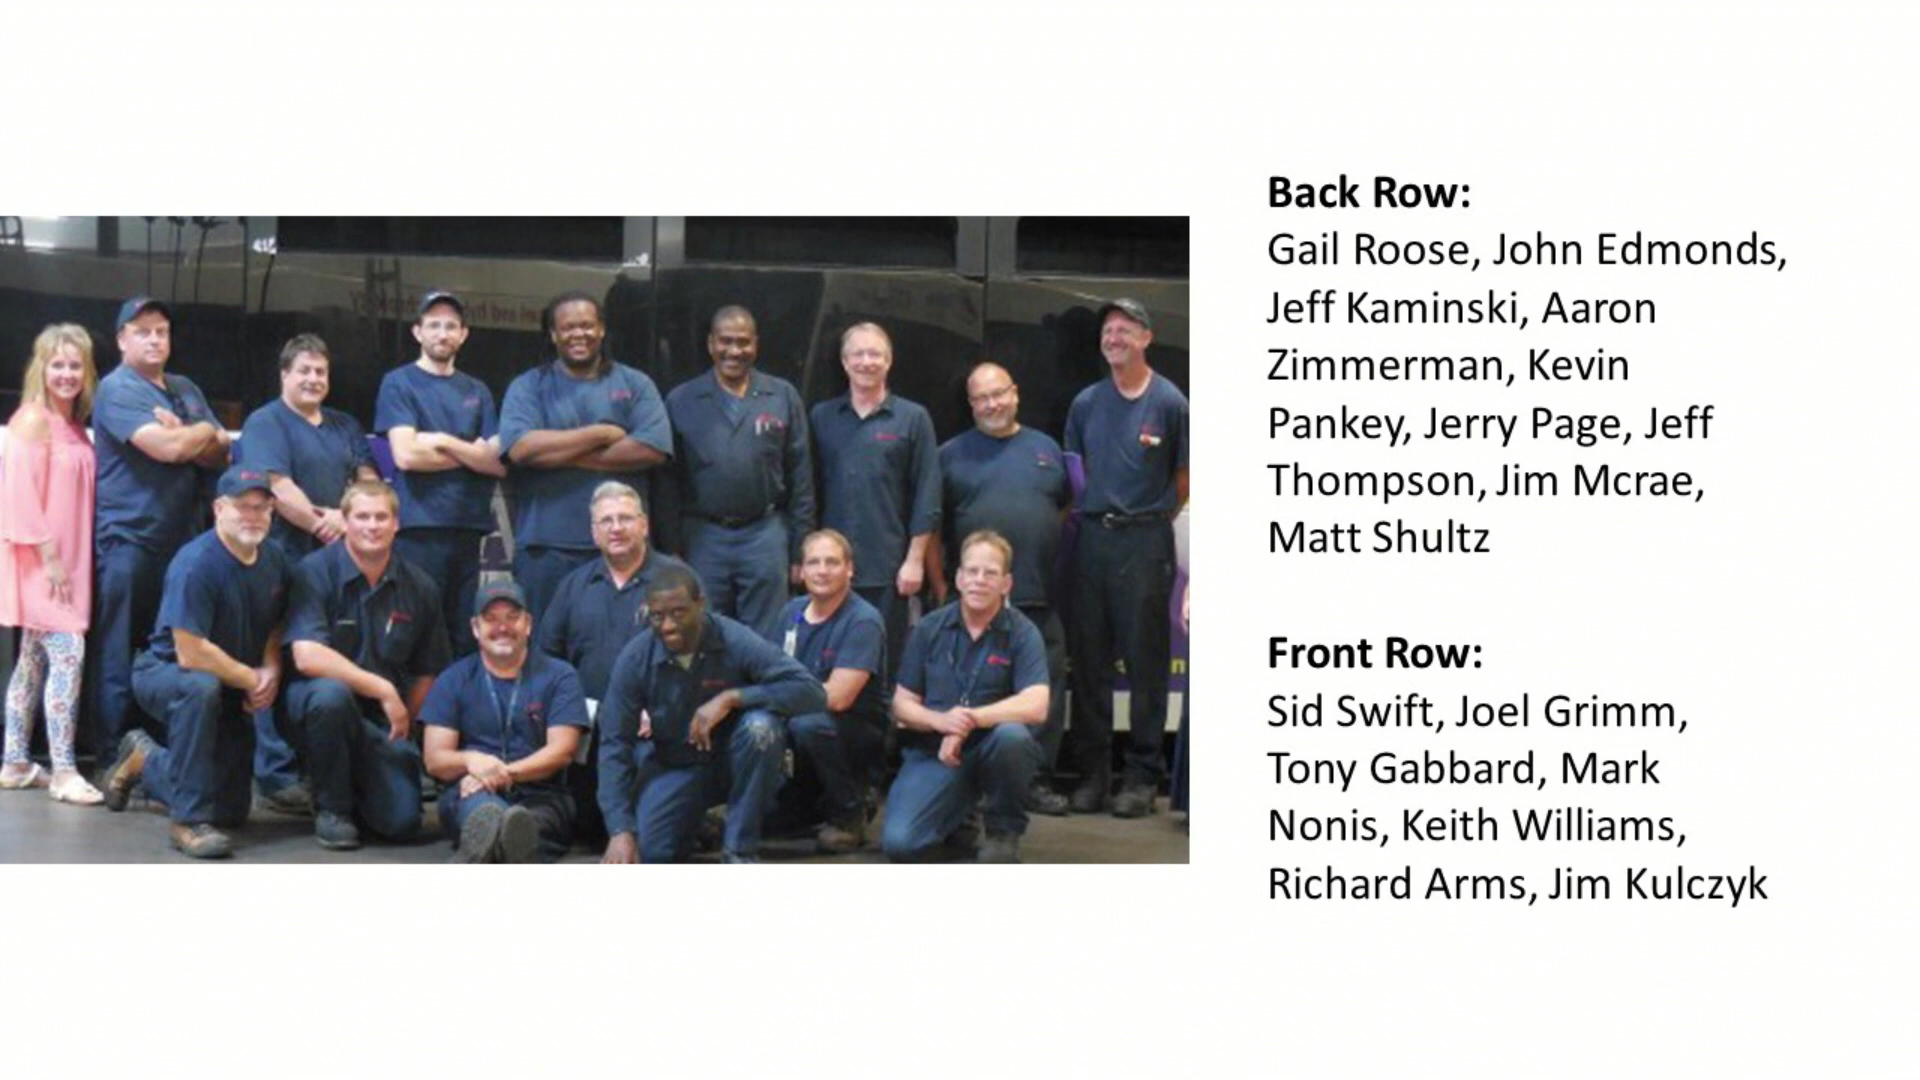 Back Row:
Gail Roose, John Edmonds,
Jeff Kaminski, Aaron
Zimmerman, Kevin
Pankey, Jerry Page, Jeff
Thompson, Jim Mcrae,
Matt Shultz
Front Row:
Sid Swift, Joel Grimm,
Tony Gabbard, Mark
Nonis, Keith Williams,
Richard Arms, Jim Kulczyk